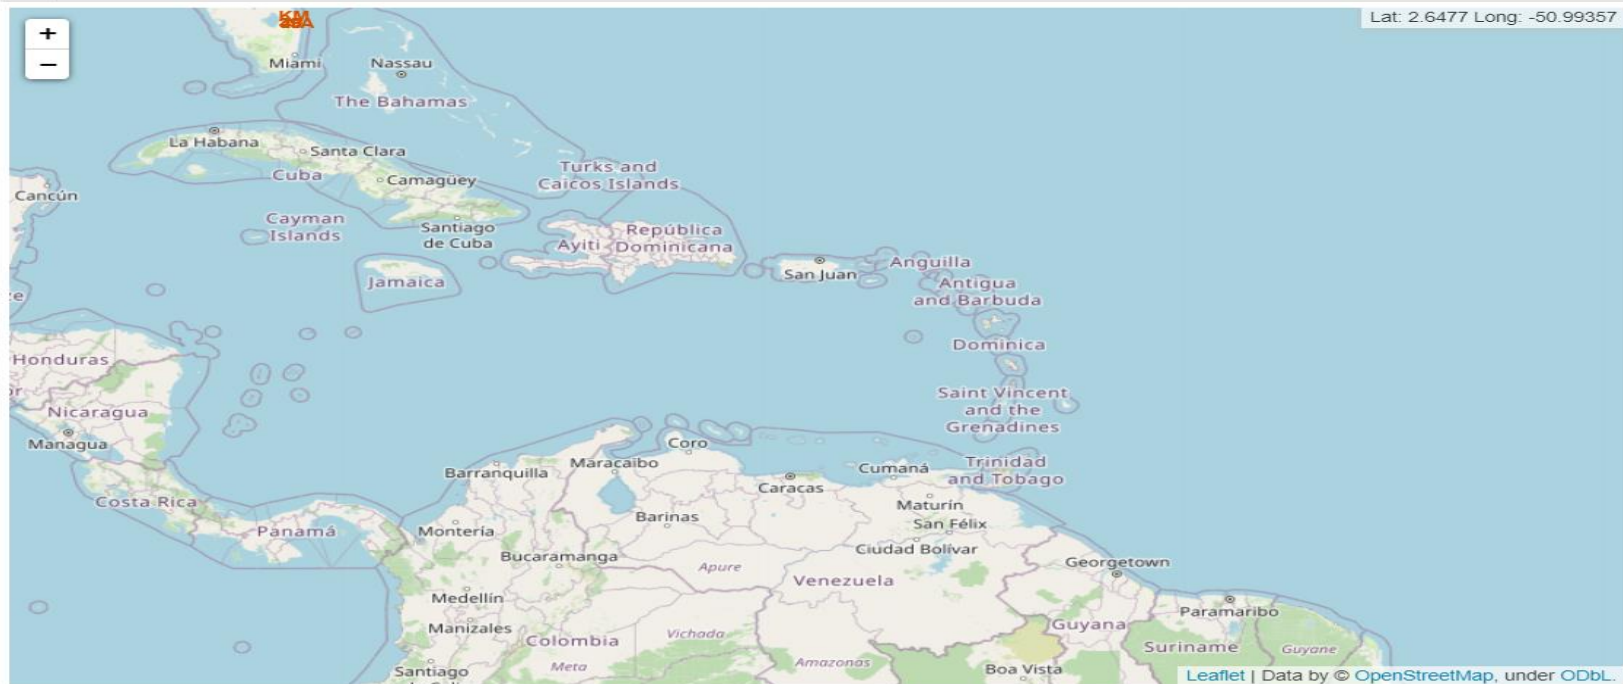 +
−
Lat: 2.6477 Long: -50.99357
KM
Miami
Nassau
The Bahamas
La Habana
Santa Clara
Cuba
Camagüey
Turks and
Caicos Islands
Cancún
Cayman
Islands
Santiago
de Cuba
Ayiti
República
Dominicana
Jamaica
San Juan
Anguilla
Antigua
and Barbuda
Dominica
Honduras
Nicaragua
Managua
Saint Vincent
and the
Grenadines
Barranquilla
Maracaibo
Coro
Caracas
Cumaná
Trinidad
and Tobago
Costa Rica
Panamá
Montería
Barinas
Maturín
San Félix
Ciudad Bolívar
Bucaramanga
Apure
Venezuela
Georgetown
Medellín
Manizales
Colombia
Vichada
Guyana
Paramaribo
Santiago
Meta
Amazonas
Boa Vista
Suriname
Guyane
Leaflet | Data by © OpenStreetMap, under ODbL.